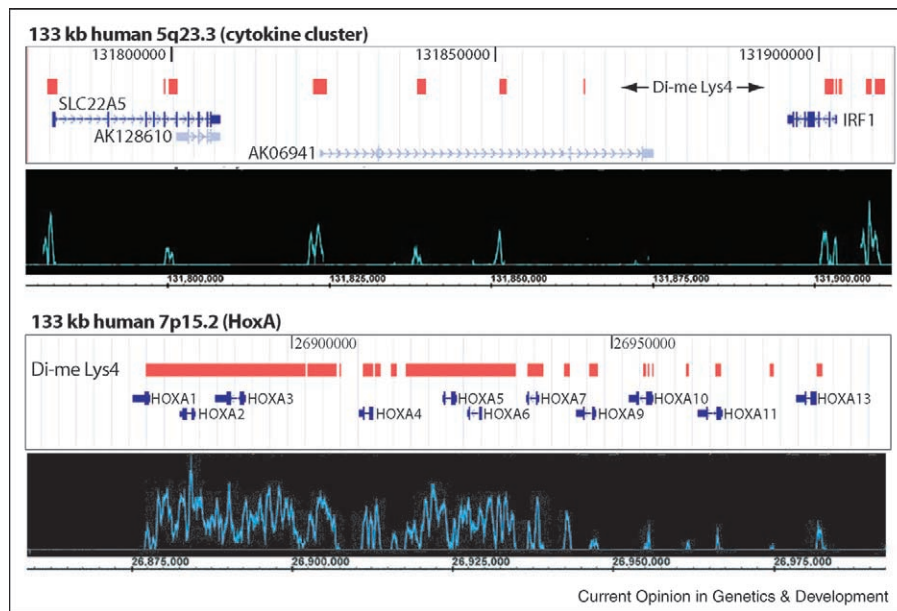 133 kb human 5q23.3 (cytokine cluster)
131800000 131850000 131900000
Di-me Lys4
SLC22A5
IRF1
AK128610
AK06941
131,800,000 131,825,000 131,850,000 131,875,000 131,900,000
133 kb human 7p15.2 (HoxA)
26900000 26950000
Di-me Lys4
HOXA1 HOXA3 HOXA5 HOXA7 HOXA10 HOXA13
HOXA2 HOXA4 HOXA6 HOXA9 HOXA11
26,875,000 26,900,000 26,925,000 26,950,000 26,975,000
Current Opinion in Genetics & Development